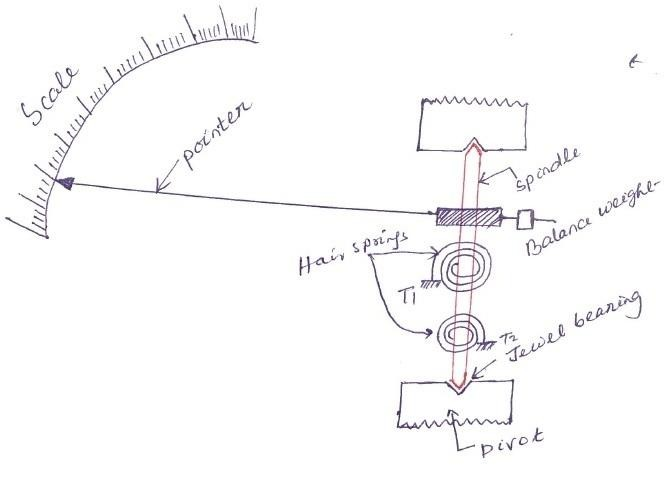 Scale
pointer
spindle
Balance weight
Hair springs
T1
T2
Jewel bearing
pivot